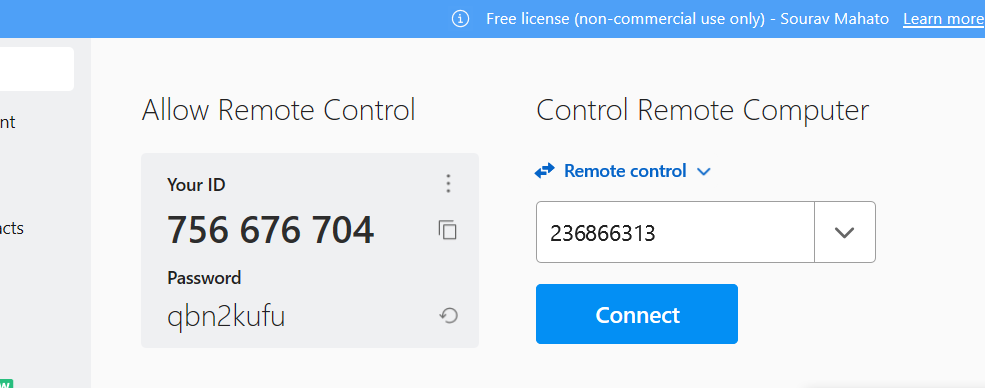 Free license (non-commercial use only) - Sourav Mahato Learn more
Allow Remote Control
Your ID
756 676 704
Password
qbn2kufu
Control Remote Computer
Remote control
236866313
Connect
nt
cts
w